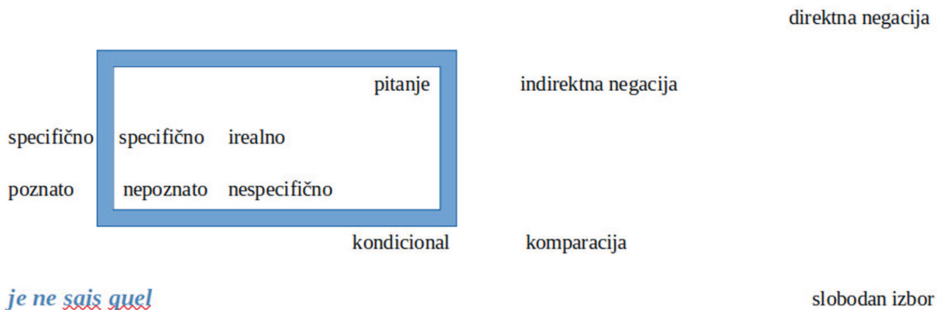 direktna negacija
pitanje indirektna negacija
specifično specifično irealno
poznato nepoznato nespecifično
kondicional komparacija
je ne sais quel slobodan izbor